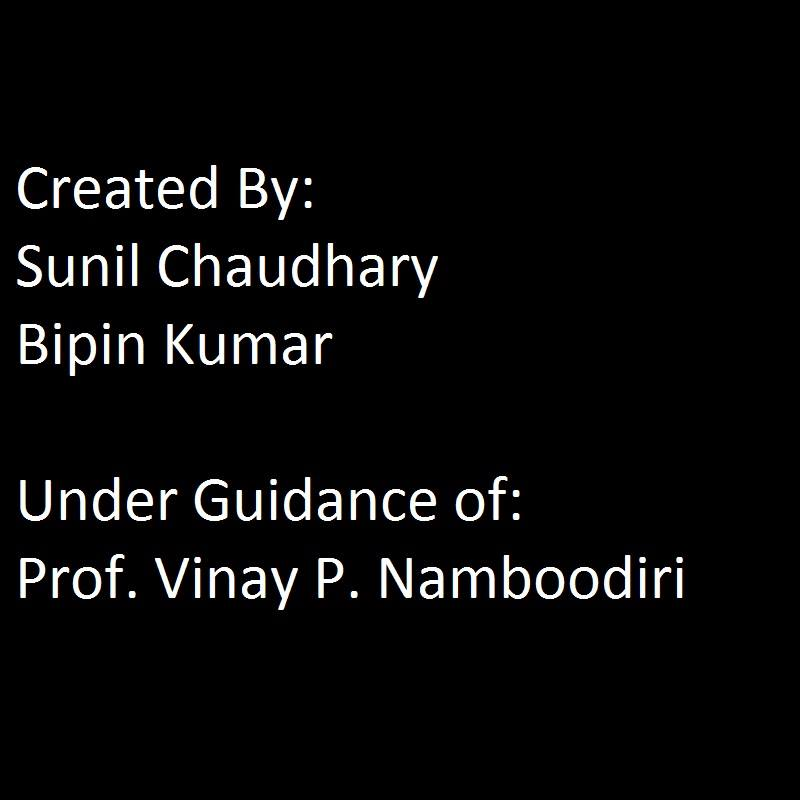 Created By:
Sunil Chaudhary
Bipin Kumar
Under Guidance of:
Prof. Vinay P. Namboodiri